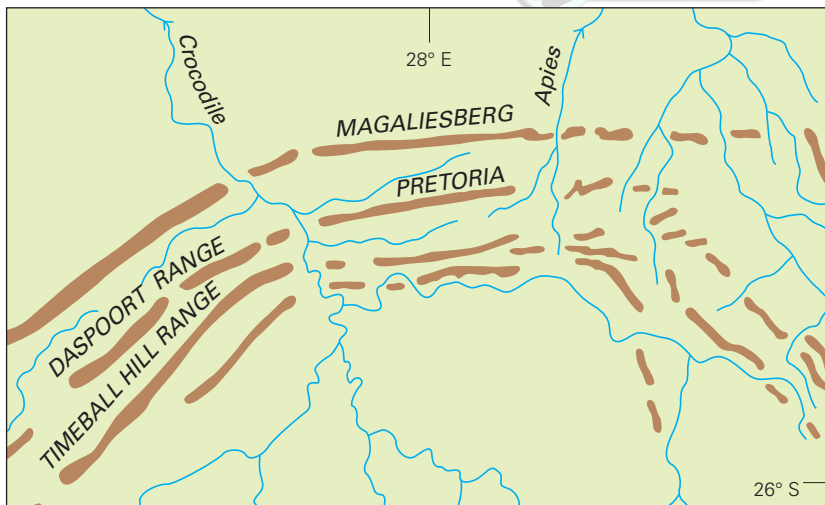 Crocodile
28° E
Apies
MAGALIESBERG
PRETORIA
DASPOORT RANGE
TIMEBALL HILL RANGE
26° S